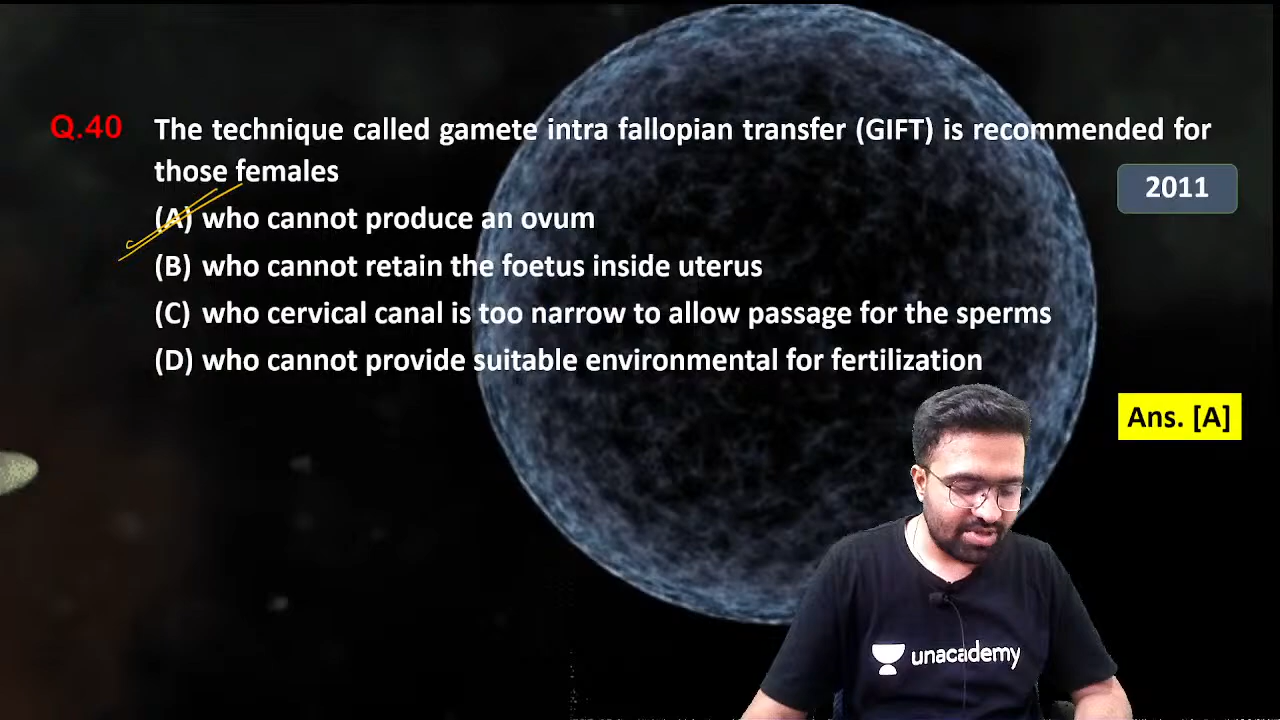 Q.40 The technique called gamete intra fallopian transfer (GIFT) is recommended for
those females
2011
(A) who cannot produce an ovum
(B) who cannot retain the foetus inside uterus
(C) who cervical canal is too narrow to allow passage for the sperms
(D) who cannot provide suitable environmental for fertilization
Ans. [A]
unacademy